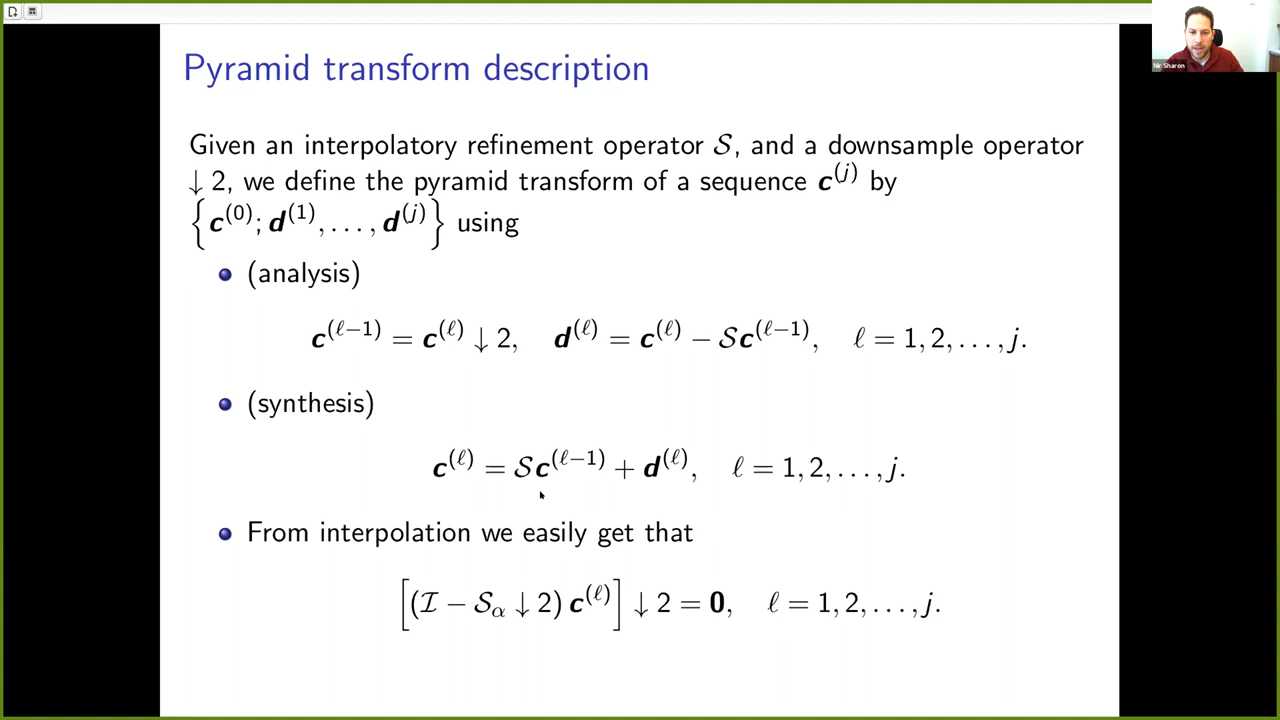 Pyramid transform description
Given an interpolatory refinement operator 𝒮, and a downsample operator
↓ 2, we define the pyramid transform of a sequence c^(j) by
{c^(0); d^(1), . . . , d^(j)} using
(analysis)
c^(ℓ−1) = c^(ℓ) ↓ 2, d^(ℓ) = c^(ℓ) − 𝒮c^(ℓ−1), ℓ = 1, 2, . . . , j.
(synthesis)
c^(ℓ) = 𝒮c^(ℓ−1) + d^(ℓ), ℓ = 1, 2, . . . , j.
From interpolation we easily get that
[(ℐ − 𝒮_α ↓ 2) c^(ℓ)] ↓ 2 = 0, ℓ = 1, 2, . . . , j.
Nir Sharon